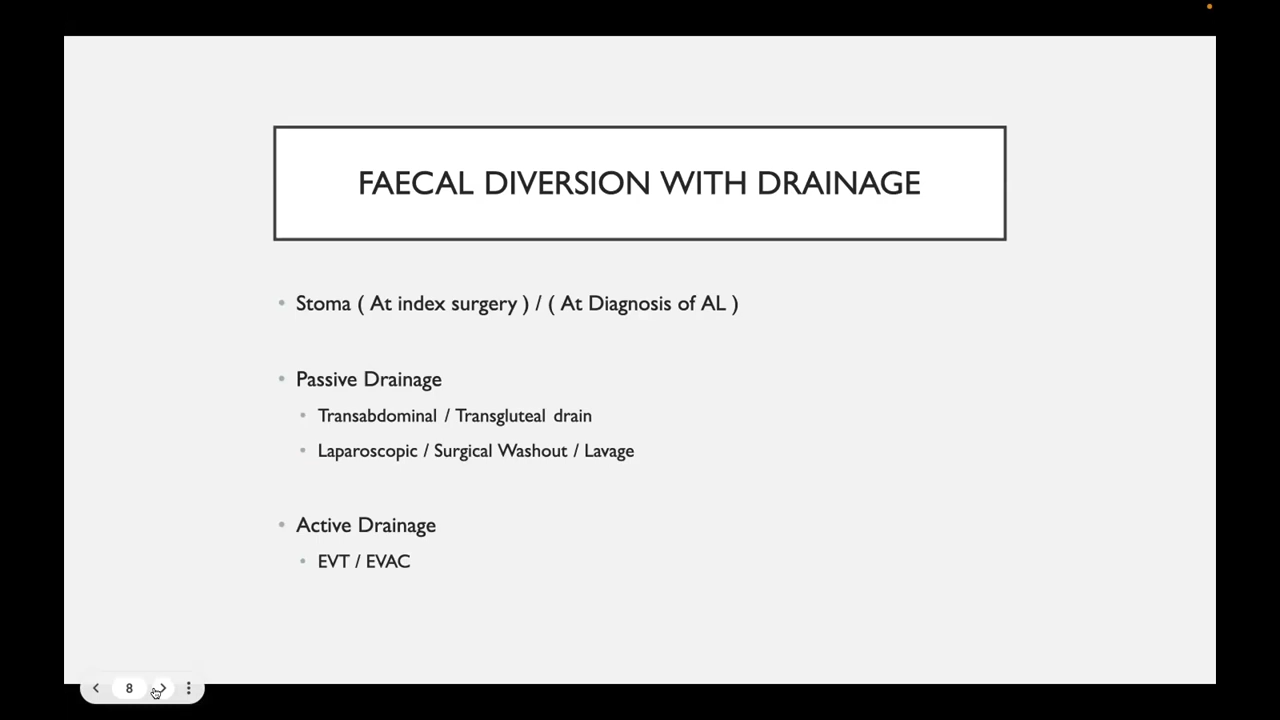 FAECAL DIVERSION WITH DRAINAGE
• Stoma ( At index surgery ) / ( At Diagnosis of AL )
• Passive Drainage
• Transabdominal / Transgluteal drain
• Laparoscopic / Surgical Washout / Lavage
• Active Drainage
• EVT / EVAC
8